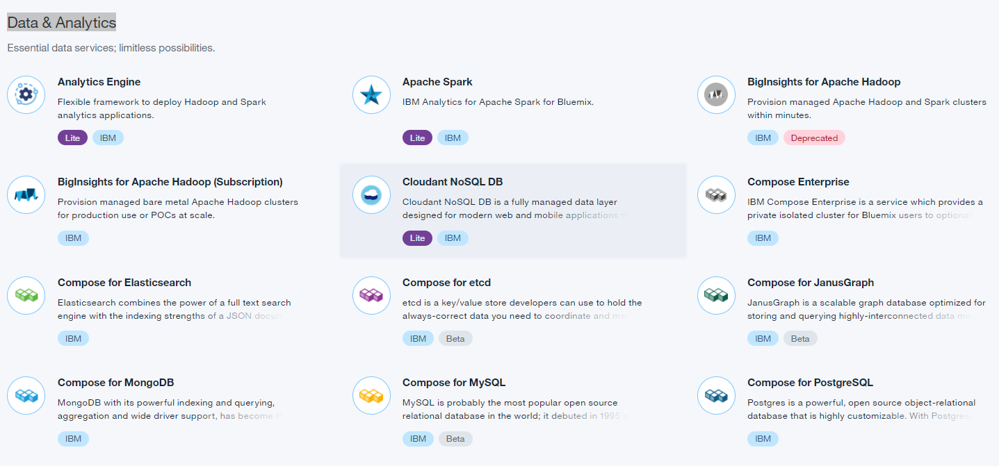 Data & Analytics
Essential data services; limitless possibilities.
Analytics Engine
Flexible framework to deploy Hadoop and Spark
analytics applications.
Lite IBM
Apache Spark
IBM Analytics for Apache Spark for Bluemix.
Lite IBM
BigInsights for Apache Hadoop
Provision managed Apache Hadoop and Spark clusters
within minutes.
IBM Deprecated
BigInsights for Apache Hadoop (Subscription)
Provision managed bare metal Apache Hadoop clusters
for production use or POCs at scale.
IBM
Cloudant NoSQL DB
Cloudant NoSQL DB is a fully managed data layer
designed for modern web and mobile applications
Lite IBM
Compose Enterprise
IBM Compose Enterprise is a service which provides a
private isolated cluster for Bluemix users to
IBM
Compose for Elasticsearch
Elasticsearch combines the power of a full text search
engine with the indexing strengths of a JSON
IBM
Compose for etcd
etcd is a key/value store developers can use to hold the
always-correct data you need to coordinate and
IBM Beta
Compose for JanusGraph
JanusGraph is a scalable graph database optimized for
storing and querying highly-interconnected data
IBM Beta
Compose for MongoDB
MongoDB with its powerful indexing and querying,
aggregation and wide driver support, has become
IBM
Compose for MySQL
MySQL is probably the most popular open source
relational database in the world; it debuted in 1995
IBM Beta
Compose for PostgreSQL
Postgres is a powerful, open source object-relational
database that is highly customizable. With Postgres
IBM